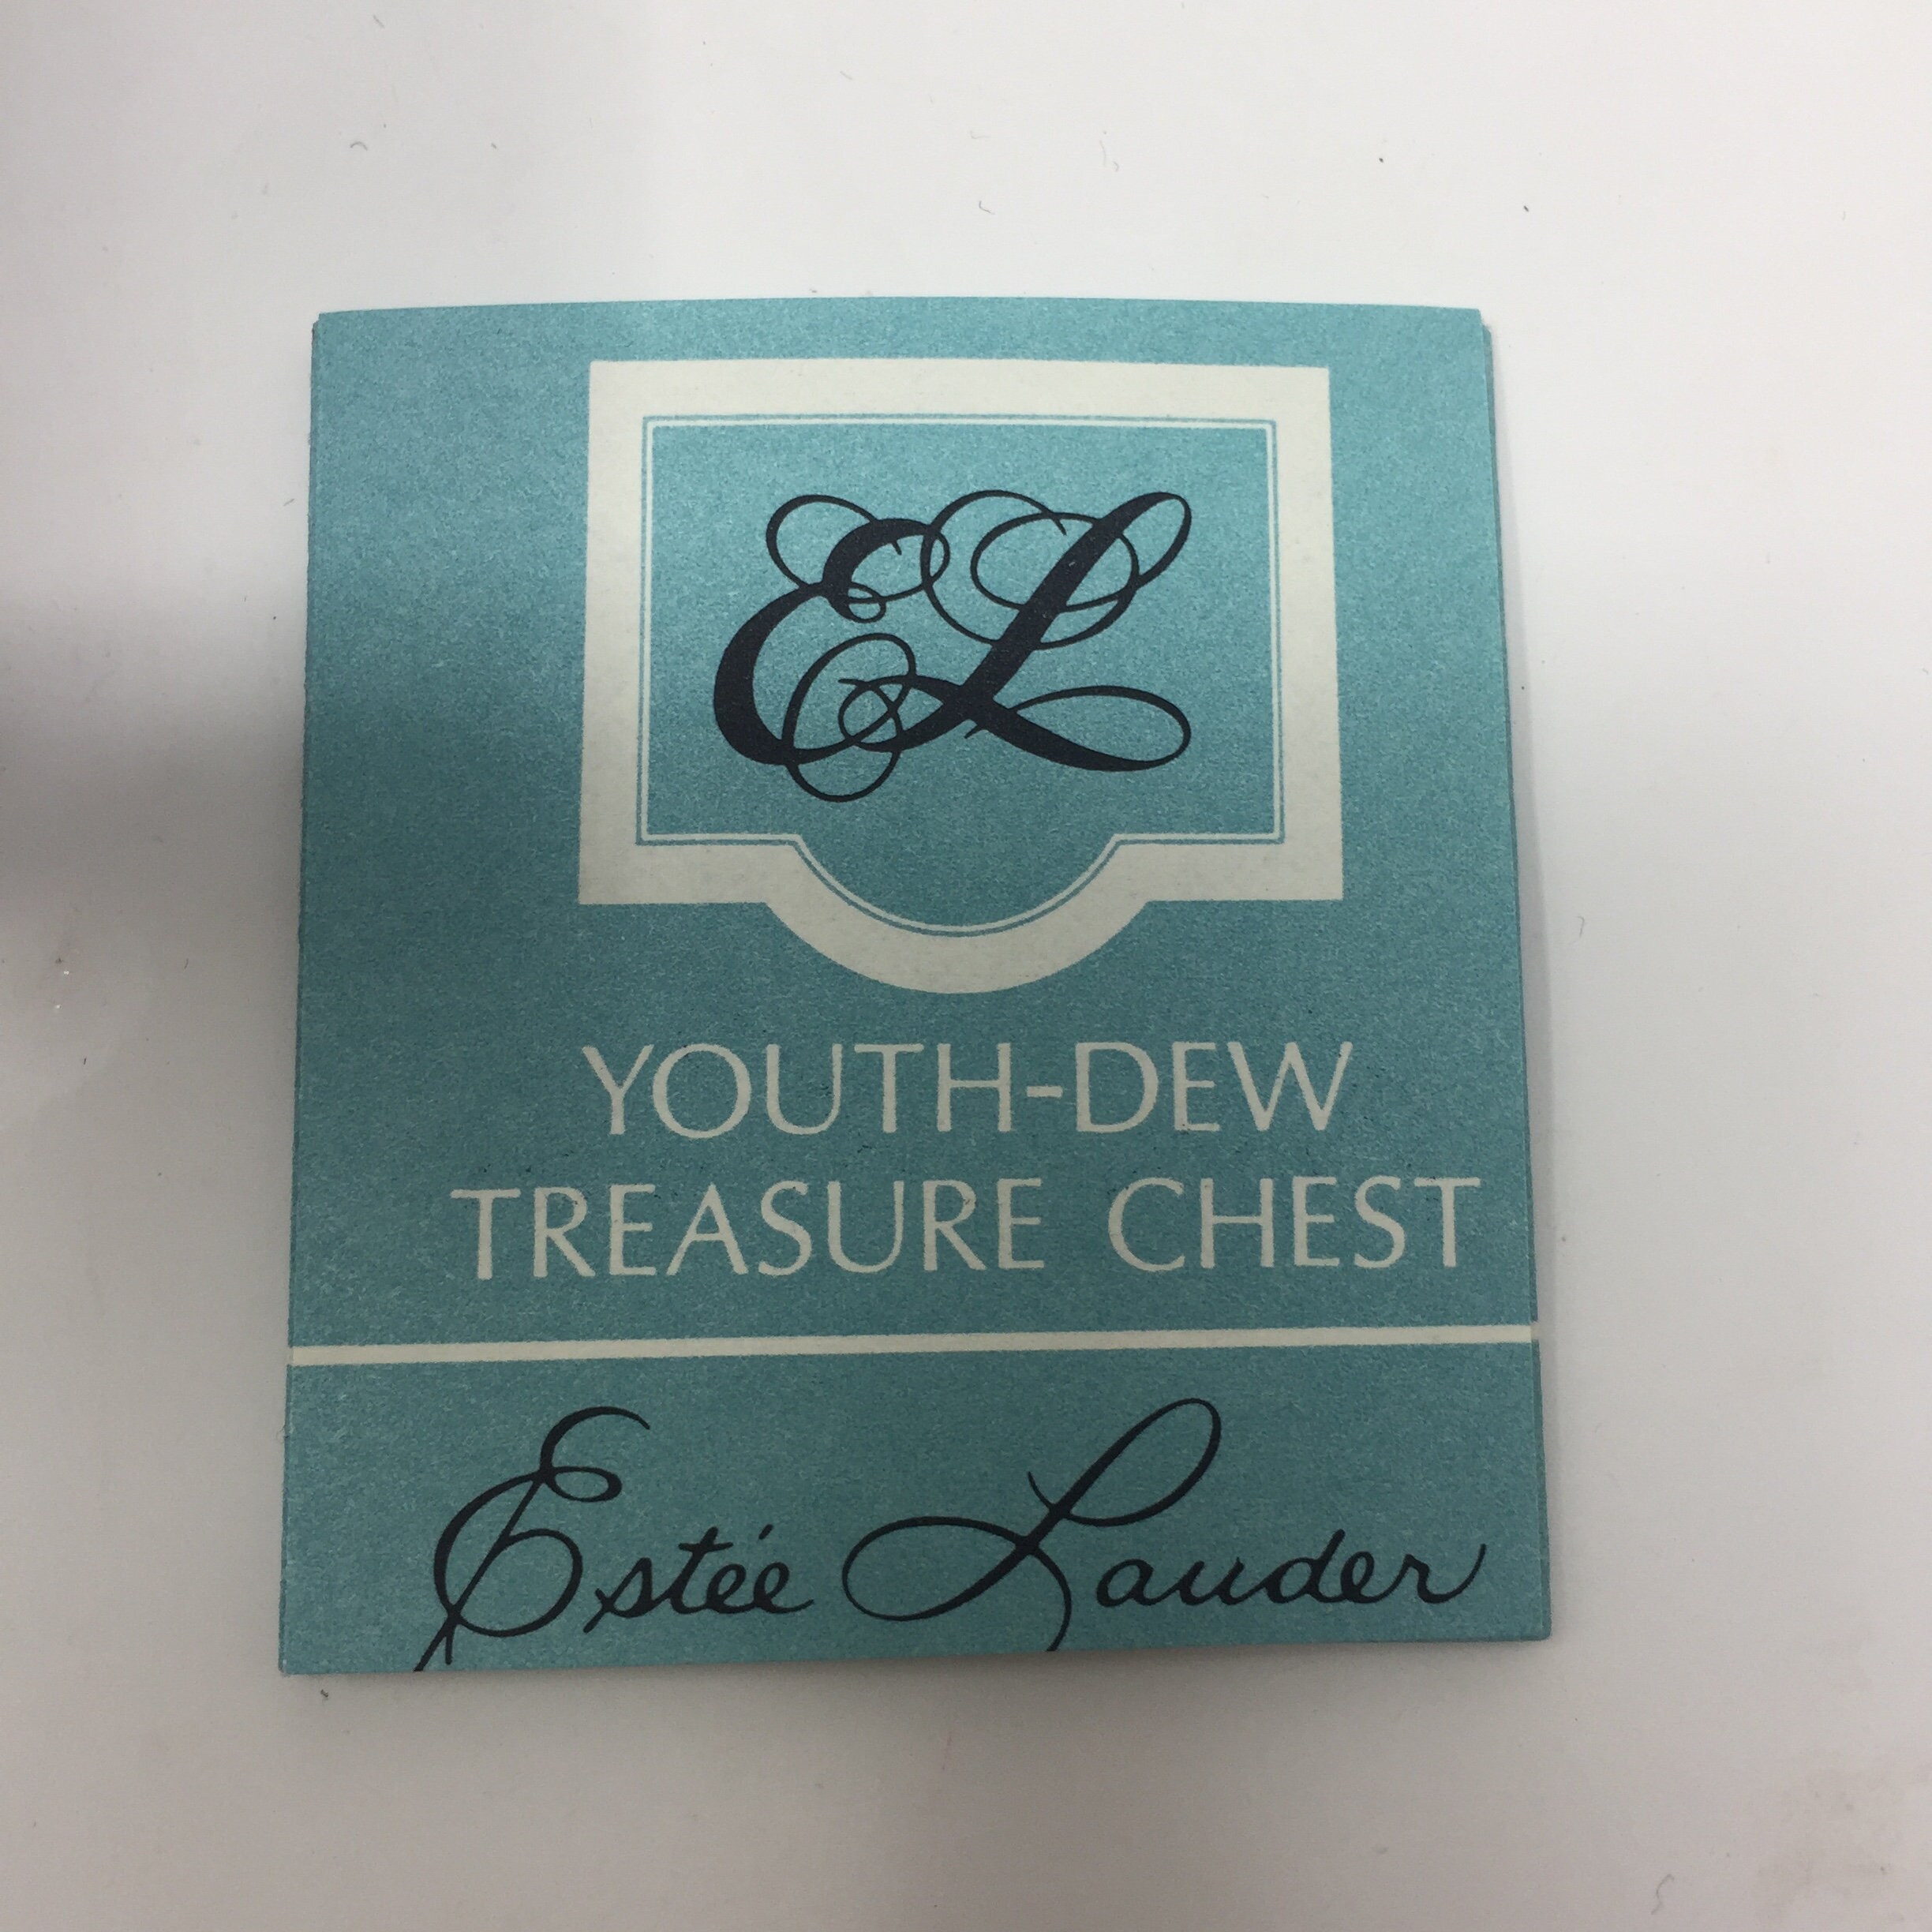 EL
YOUTH-DEW
TREASURE CHEST
Estée Lauder